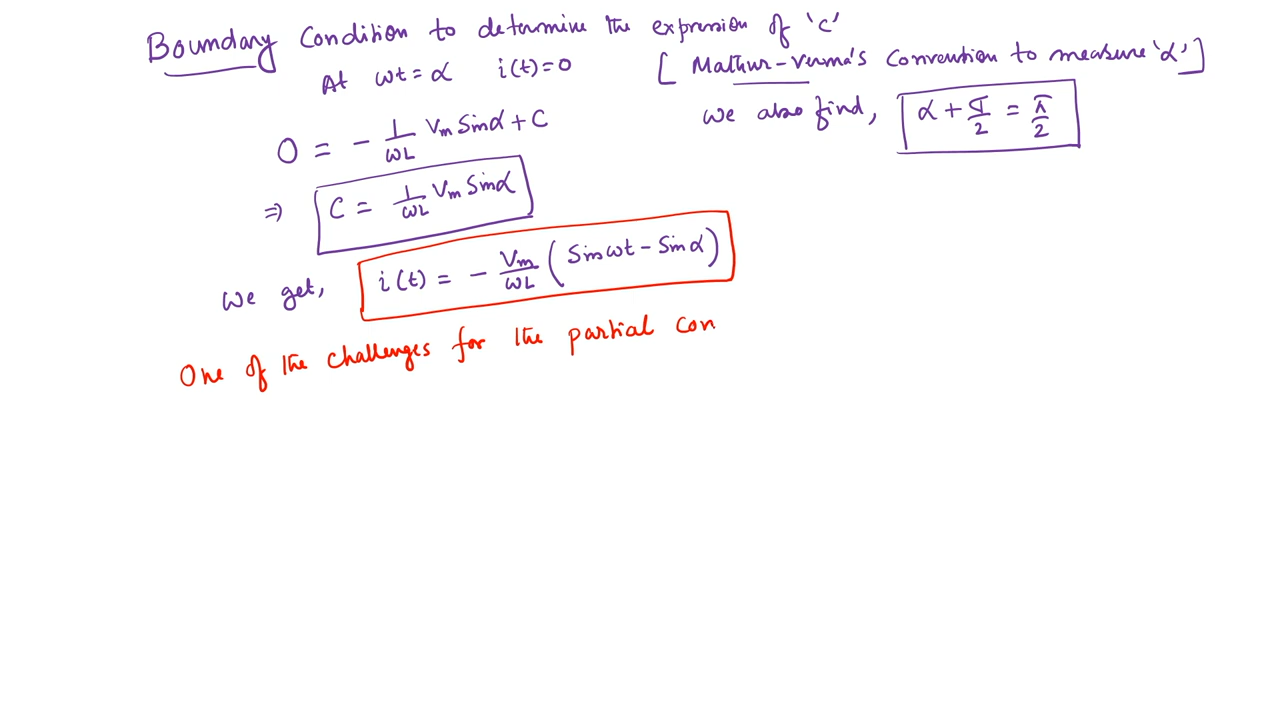 Boundary Condition to determine the expression of 'C'
At ωt = α i(t) = 0
[ Mathur-Verma's Convention to measure 'α' ]
We also find, α + σ/2 = π/2
0 = - 1/ωL Vm Sinα + C
⇒ C = 1/ωL Vm Sinα
We get, i(t) = - Vm/ωL ( Sinωt - Sinα )
One of the challenges for the partial con